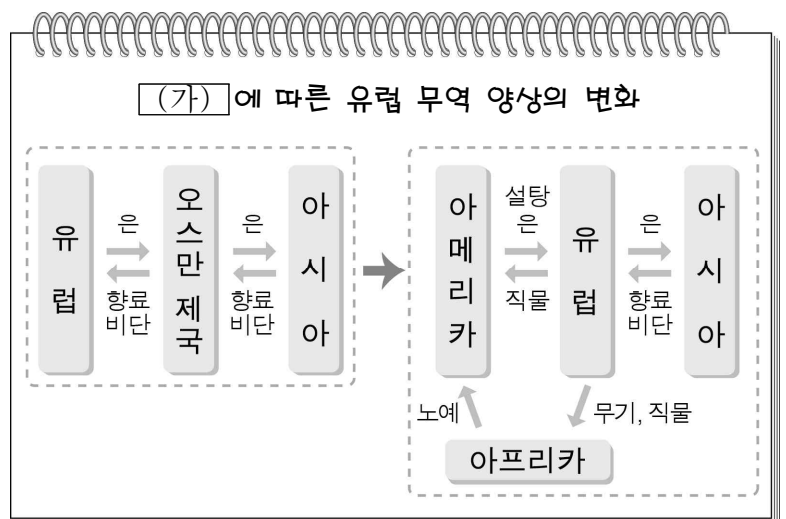 (가)에 따른 유럽 무역 양상의 변화
유럽
은
향료
비단
오스만 제국
은
향료
비단
아시아
아메리카
설탕
은
직물
유럽
은
향료
비단
아시아
노예
무기, 직물
아프리카